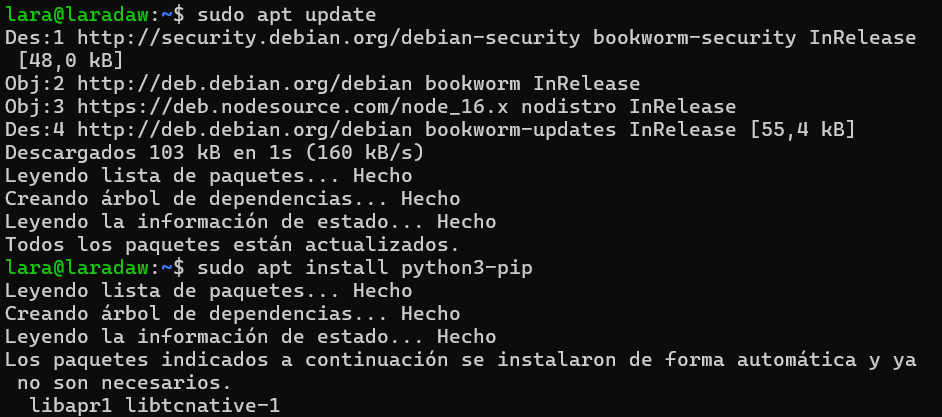 lara@laradaw:~$ sudo apt update
Des:1 http://security.debian.org/debian-security bookworm-security InRelease
 [48,0 kB]
Obj:2 http://deb.debian.org/debian bookworm InRelease
Obj:3 https://deb.nodesource.com/node_16.x nodistro InRelease
Des:4 http://deb.debian.org/debian bookworm-updates InRelease [55,4 kB]
Descargados 103 kB en 1s (160 kB/s)
Leyendo lista de paquetes... Hecho
Creando árbol de dependencias... Hecho
Leyendo la información de estado... Hecho
Todos los paquetes están actualizados.
lara@laradaw:~$ sudo apt install python3-pip
Leyendo lista de paquetes... Hecho
Creando árbol de dependencias... Hecho
Leyendo la información de estado... Hecho
Los paquetes indicados a continuación se instalaron de forma automática y ya
 no son necesarios.
  libapr1 libtcnative-1